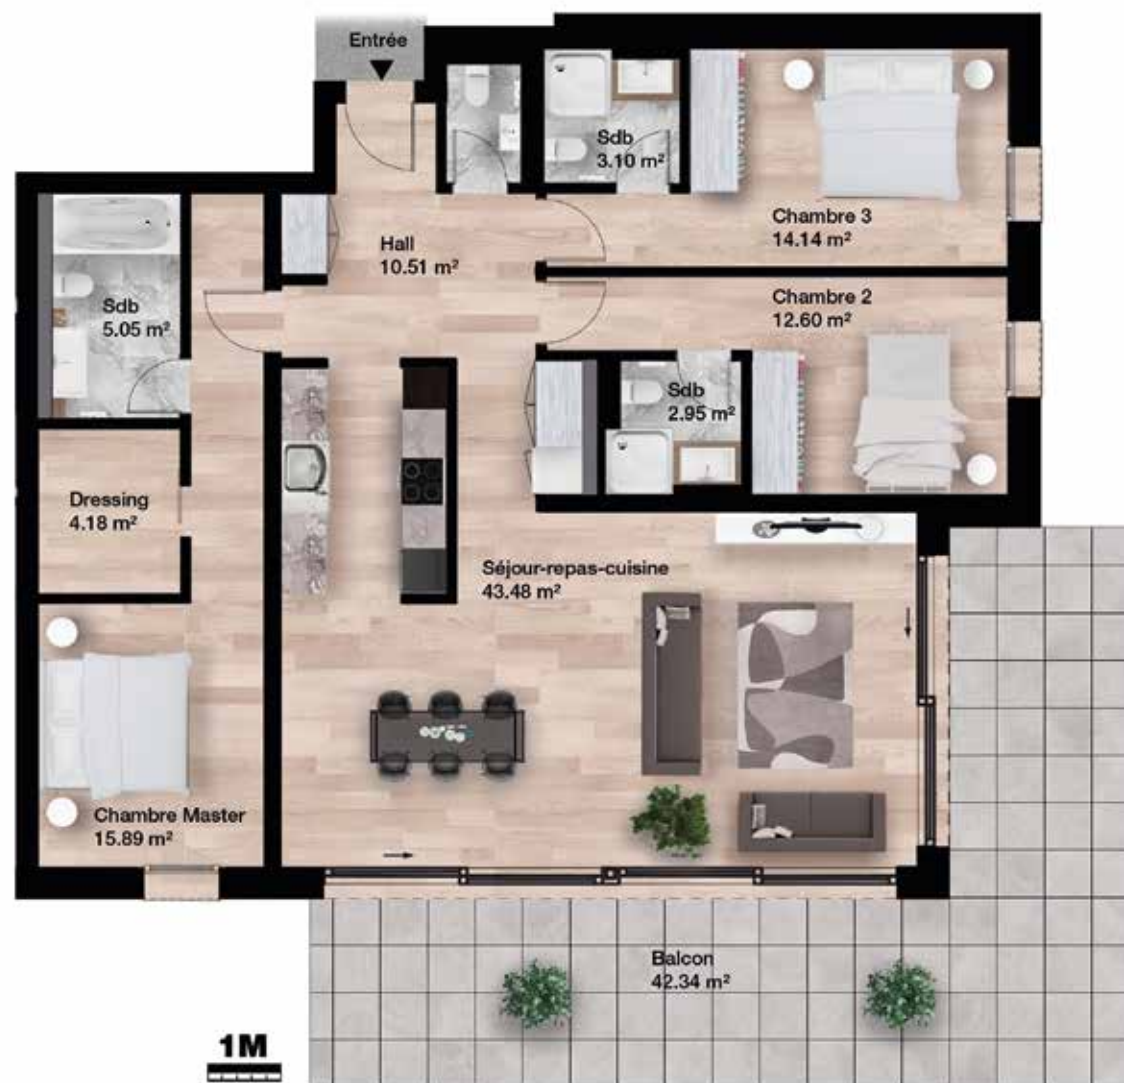 Entrée
Sdb
3.10 m²
Chambre 3
14.14 m²
Hall
10.51 m²
Sdb
5.05 m²
Chambre 2
12.60 m²
Sdb
2.95 m²
Dressing
4.18 m²
Séjour-repas-cuisine
43.48 m²
Chambre Master
15.89 m²
Balcon
42.34 m²
1M